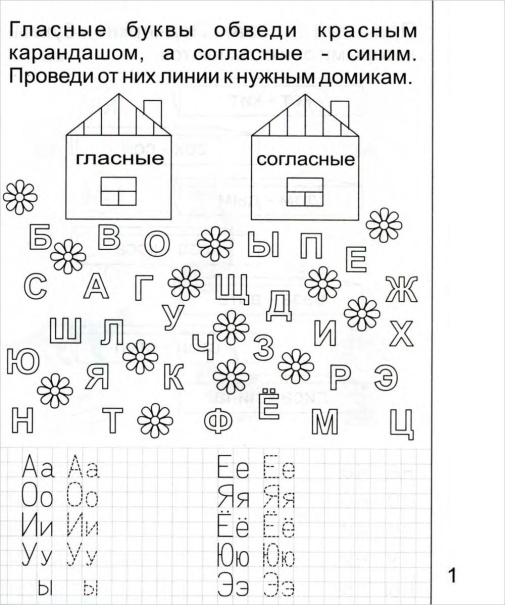 Гласные буквы обведи красным
карандашом, а согласные - синим.
Проведи от них линии к нужным домикам.
гласные согласные
Б В О Ы П Е
С А Г Щ Д Ж
Ш Л У Ч З И Х
Ю Я К Р Э
Н Т Ф Ё М Ц
Аа Аа Ее Ее
Оо Оо Яя Яя
Ии Ии Ёё Ёё
Уу Уу Юю Юю
ы ы Ээ Ээ
1